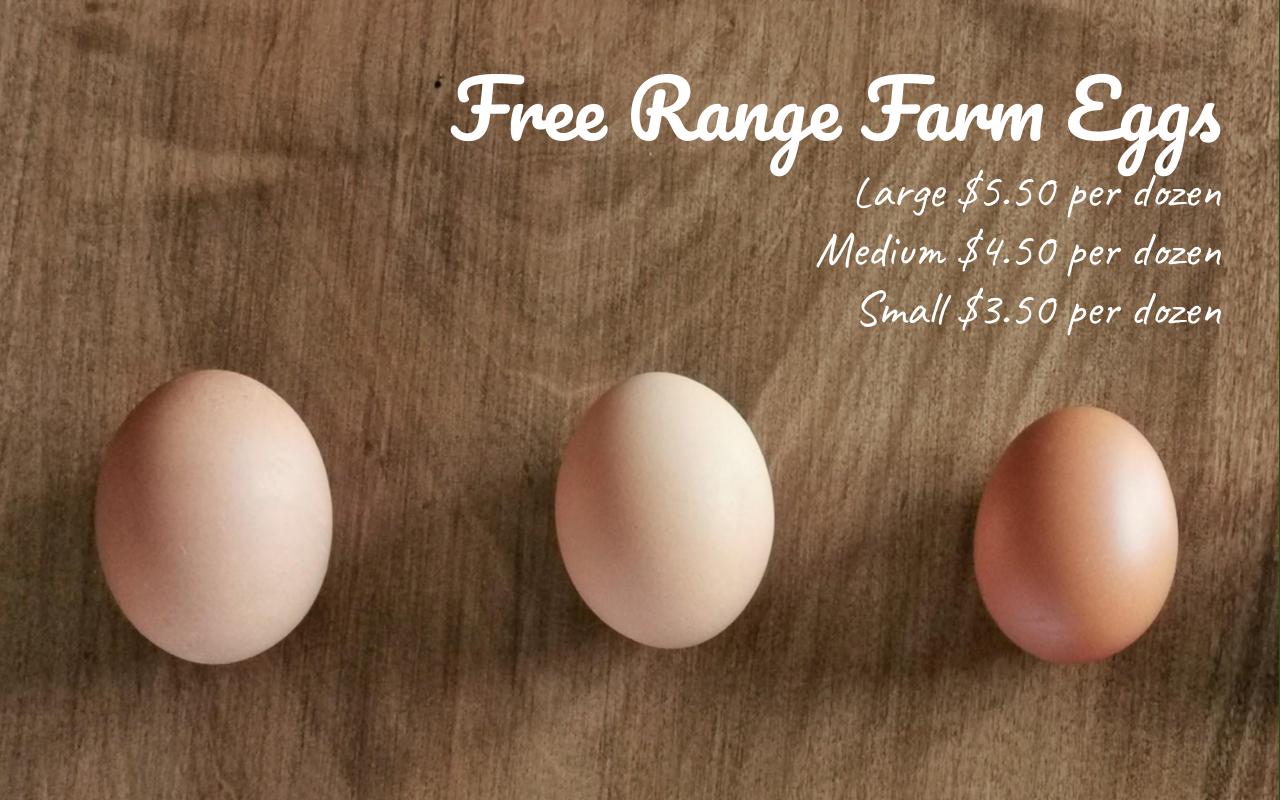 Free Range Farm Eggs
Large $5.50 per dozen
Medium $4.50 per dozen
Small $3.50 per dozen